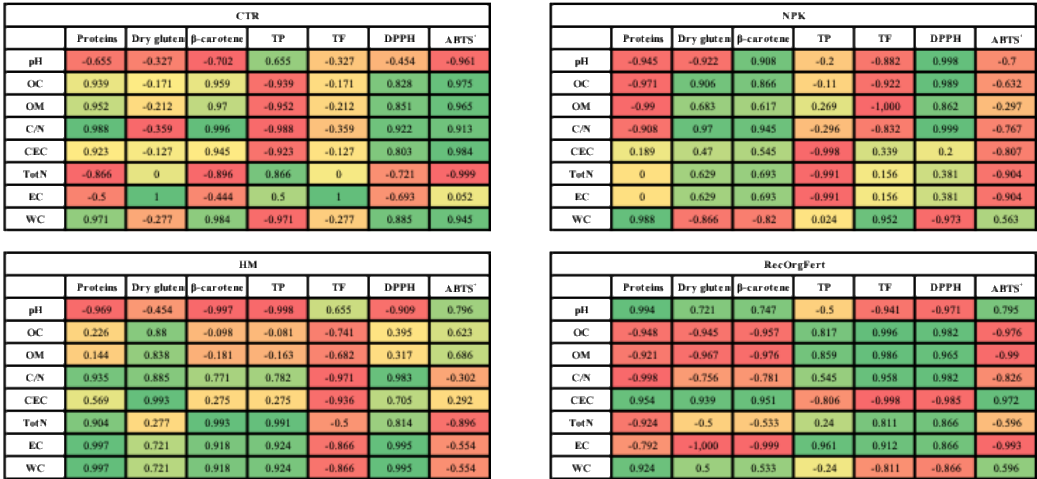 CTR
Proteins Dry gluten β-carotene TP TF DPPH ABTS·
pH -0.655 -0.327 -0.702 0.655 -0.327 -0.454 -0.961
OC 0.939 -0.171 0.959 -0.939 -0.171 0.828 0.975
OM 0.952 -0.212 0.97 -0.952 -0.212 0.851 0.965
C/N 0.988 -0.359 0.996 -0.988 -0.359 0.922 0.913
CEC 0.923 -0.127 0.945 -0.923 -0.127 0.803 0.984
TotN -0.866 0 -0.896 0.866 0 -0.721 -0.999
EC -0.5 1 -0.444 0.5 1 -0.693 0.052
WC 0.971 -0.277 0.984 -0.971 -0.277 0.885 0.945
NPK
Proteins Dry gluten β-carotene TP TF DPPH ABTS·
pH -0.945 -0.922 0.908 -0.2 -0.882 0.998 -0.7
OC -0.971 0.906 0.866 -0.11 -0.922 0.989 -0.632
OM -0.99 0.683 0.617 0.269 -1,000 0.862 -0.297
C/N -0.908 0.97 0.945 -0.296 -0.832 0.999 -0.767
CEC 0.189 0.47 0.545 -0.998 0.339 0.2 -0.807
TotN 0 0.629 0.693 -0.991 0.156 0.381 -0.904
EC 0 0.629 0.693 -0.991 0.156 0.381 -0.904
WC 0.988 -0.866 -0.82 0.024 0.952 -0.973 0.563
HM
Proteins Dry gluten β-carotene TP TF DPPH ABTS·
pH -0.969 -0.454 -0.997 -0.998 0.655 -0.909 0.796
OC 0.226 0.88 -0.098 -0.081 -0.741 0.395 0.623
OM 0.144 0.838 -0.181 -0.163 -0.682 0.317 0.686
C/N 0.935 0.885 0.771 0.782 -0.971 0.983 -0.302
CEC 0.569 0.993 0.275 0.275 -0.936 0.705 0.292
TotN 0.904 0.277 0.993 0.991 -0.5 0.814 -0.896
EC 0.997 0.721 0.918 0.924 -0.866 0.995 -0.554
WC 0.997 0.721 0.918 0.924 -0.866 0.995 -0.554
RecOrgFert
Proteins Dry gluten β-carotene TP TF DPPH ABTS·
pH 0.994 0.721 0.747 -0.5 -0.941 -0.971 0.795
OC -0.948 -0.945 -0.957 0.817 0.996 0.982 -0.976
OM -0.921 -0.967 -0.976 0.859 0.986 0.965 -0.99
C/N -0.998 -0.756 -0.781 0.545 0.958 0.982 -0.826
CEC 0.954 0.939 0.951 -0.806 -0.998 -0.985 0.972
TotN -0.924 -0.5 -0.533 0.24 0.811 0.866 -0.596
EC -0.792 -1,000 -0.999 0.961 0.912 0.866 -0.993
WC 0.924 0.5 0.533 -0.24 -0.811 -0.866 0.596